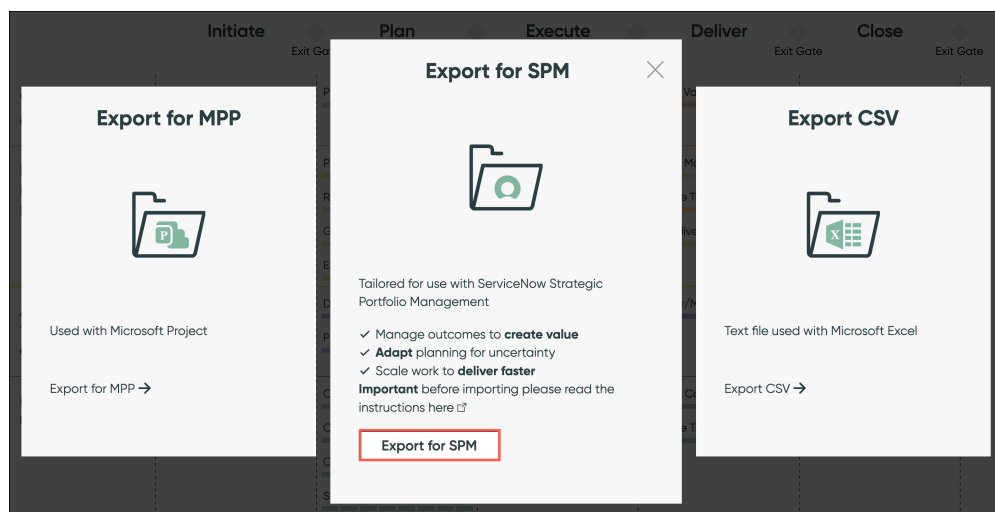 Initiate
Plan
Execute
Deliver
Close
Exit Gate
Exit Gate
Export for SPM
Export for MPP
Export CSV
P
X
Tailored for use with ServiceNow Strategic
Portfolio Management
✓ Manage outcomes to create value
✓ Adapt planning for uncertainty
✓ Scale work to deliver faster
Important before importing please read the
instructions here
Export for SPM
Used with Microsoft Project
Export for MPP →
Text file used with Microsoft Excel
Export CSV →